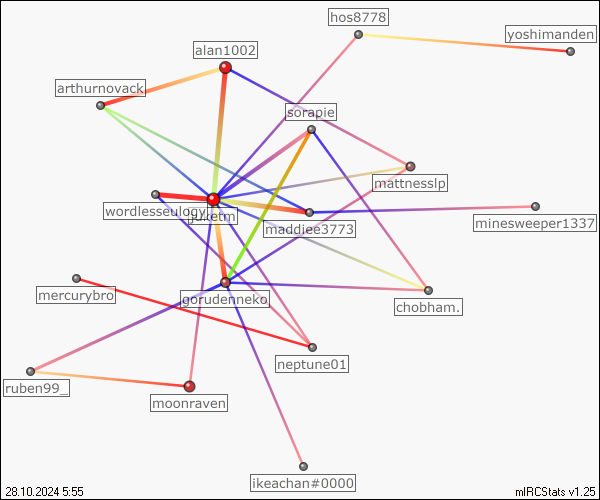 hos8778
yoshimanden
alan1002
arthurnovack
sorapie
mattnesslp
wordlesseulogy
maddiee3773
minesweeper1337
gorudenneko
mercurybro
chobham.
neptune01
ruben99_
moonraven
ikeachan#0000
28.10.2024 5:55
mIRCStats v1.25